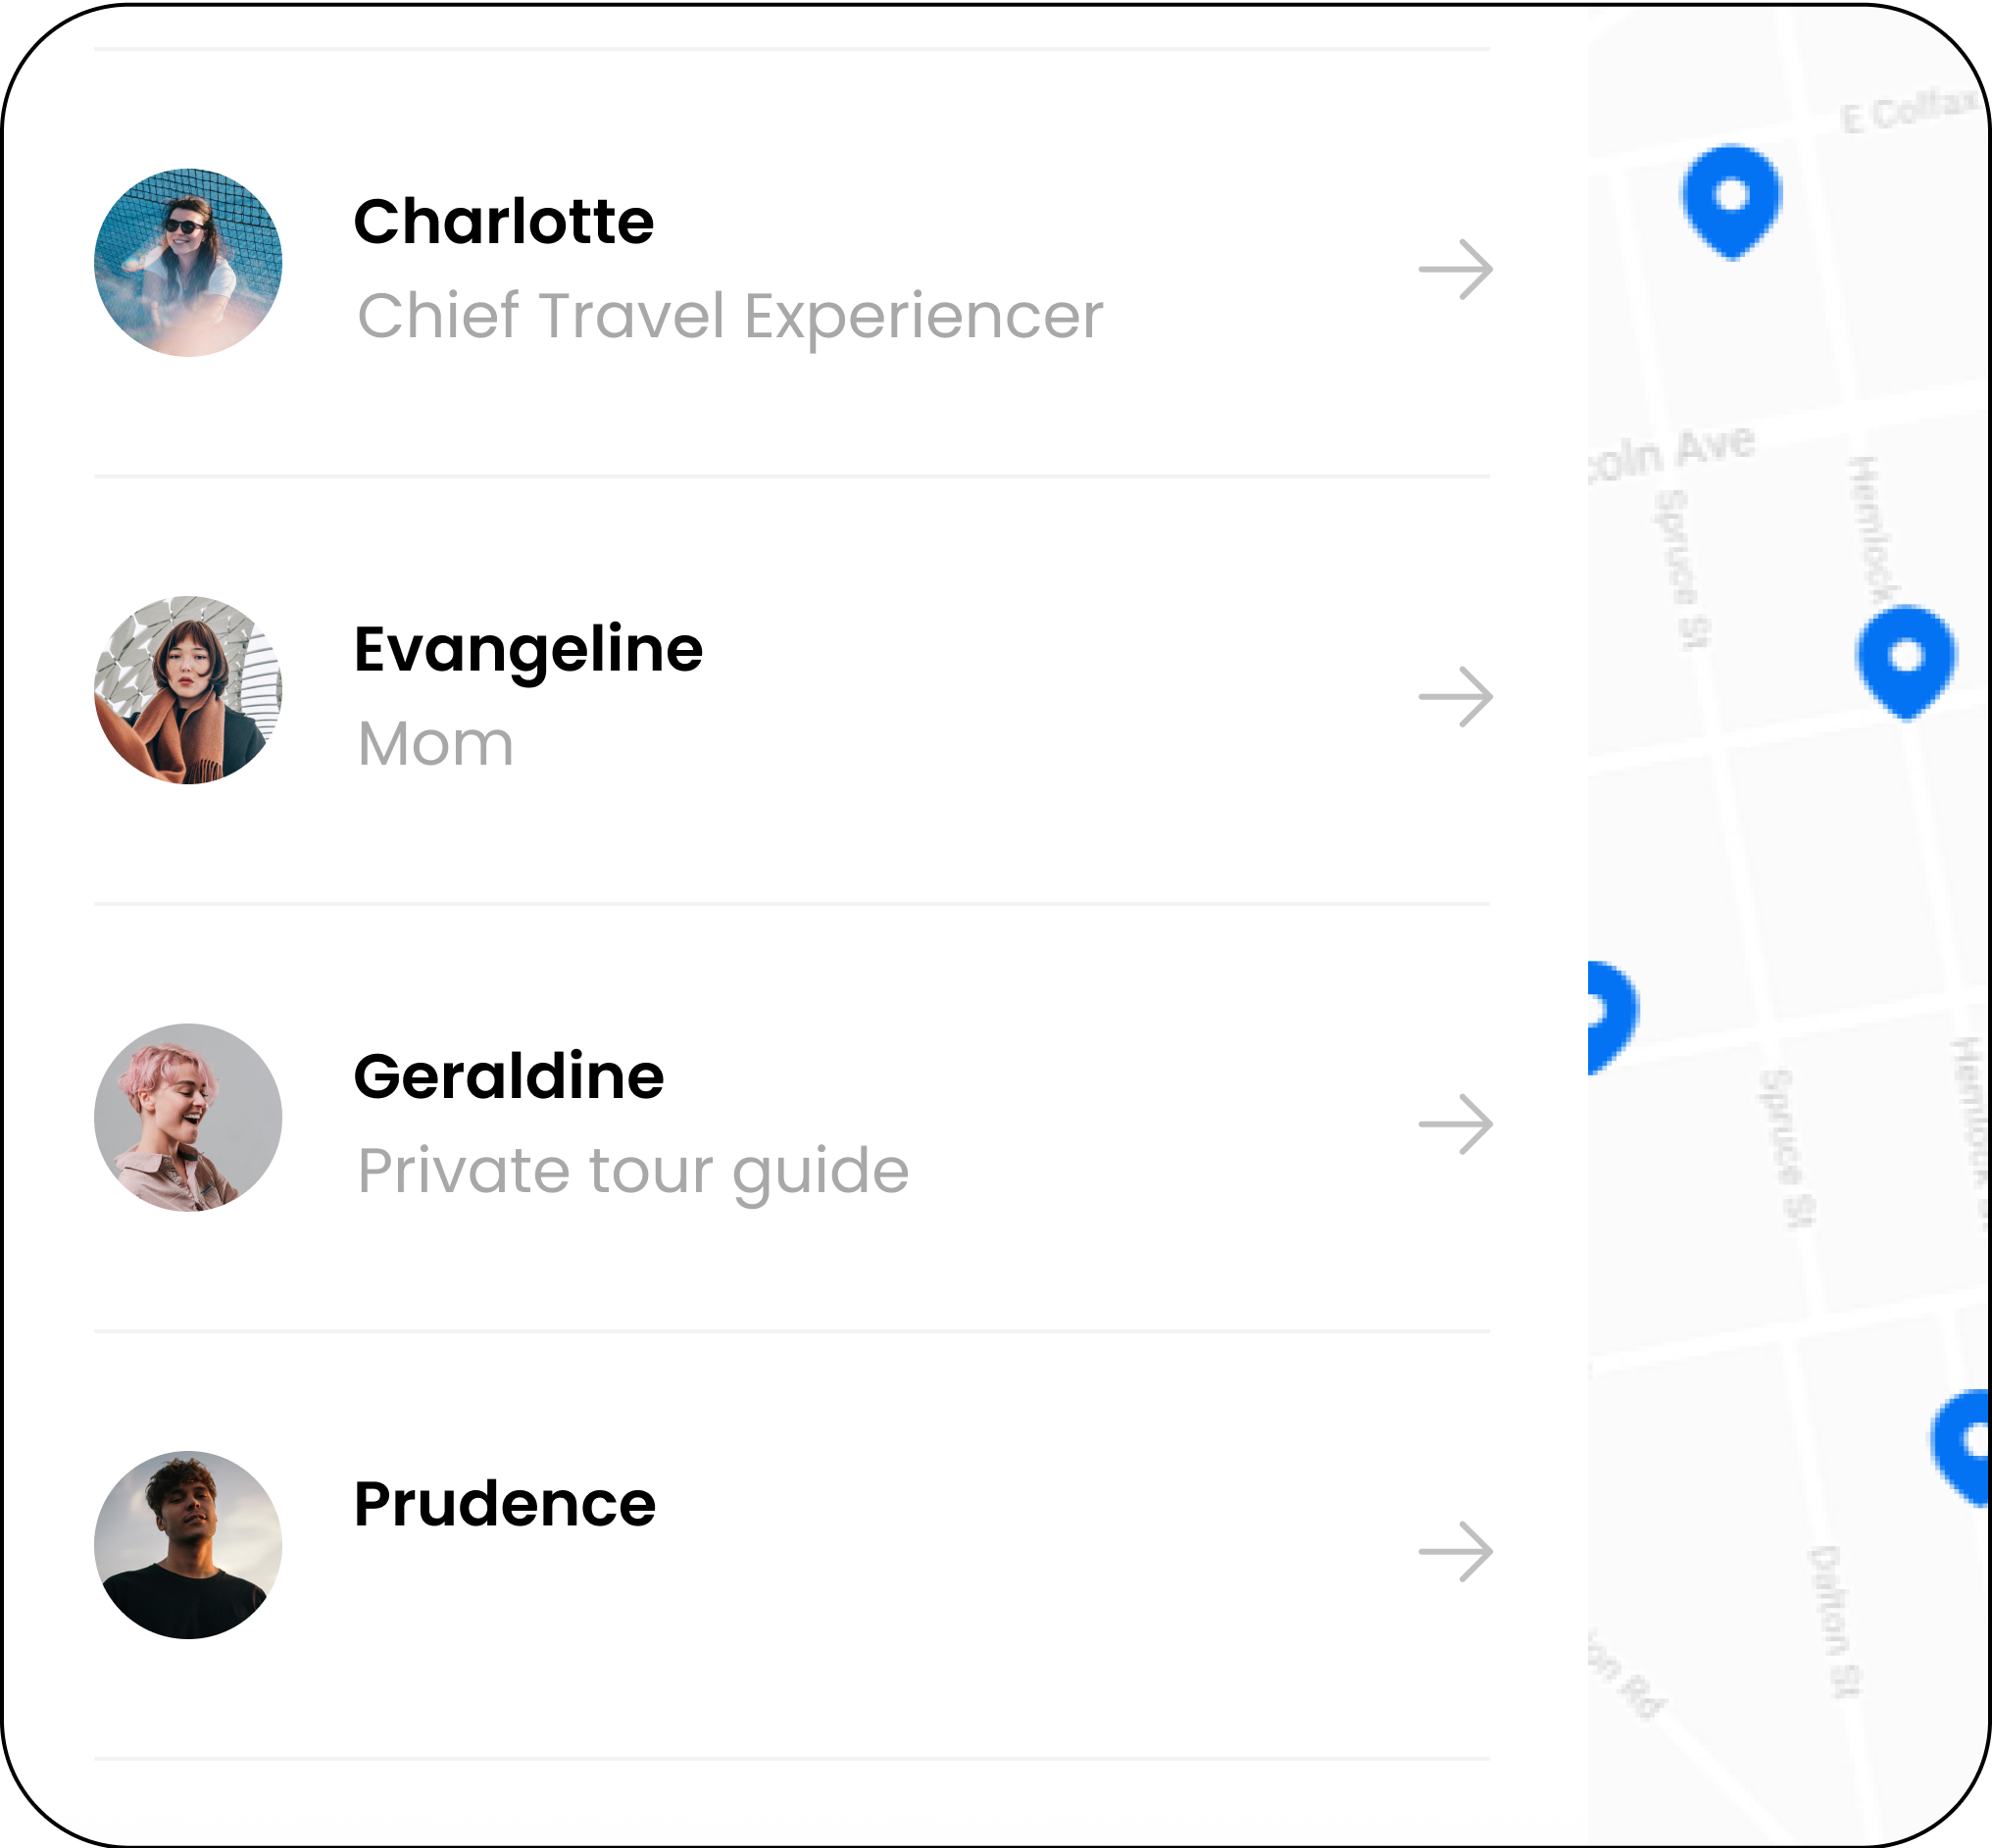 Charlotte
Chief Travel Experiencer
Evangeline
Mom
Geraldine
Private tour guide
Prudence
E Colfax
coln Ave
Spruce St
Hemlock
Spruce St
Hemlock
Dalton St
on Rd